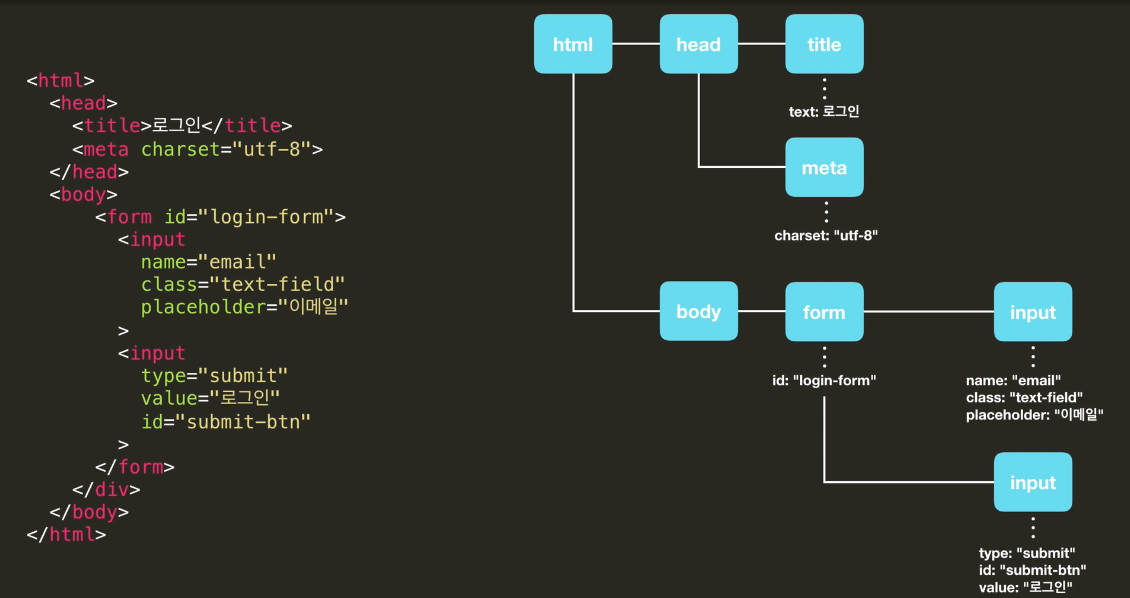 <html>
<head>
<title>로그인</title>
<meta charset="utf-8">
</head>
<body>
<form id="login-form">
<input
name="email"
class="text-field"
placeholder="이메일"
>
<input
type="submit"
value="로그인"
id="submit-btn"
>
</form>
</div>
</body>
</html>
html
head
title
text: 로그인
meta
charset: "utf-8"
body
form
input
id: "login-form"
name: "email"
class: "text-field"
placeholder: "이메일"
input
type: "submit"
id: "submit-btn"
value: "로그인"